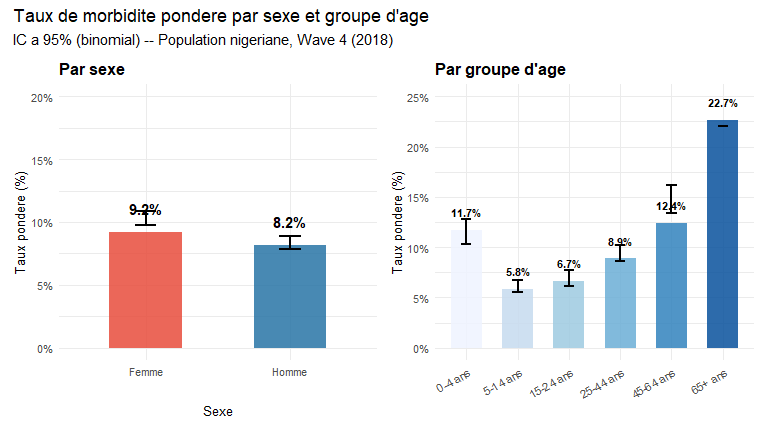 Taux de morbidite pondere par sexe et groupe d'age
IC a 95% (binomial) -- Population nigeriane, Wave 4 (2018)
Par sexe
Taux pondere (%)
20%
15%
10%
5%
0%
9.2%
8.2%
Femme
Homme
Sexe
Par groupe d'age
Taux pondere (%)
25%
20%
15%
10%
5%
0%
11.7%
5.8%
6.7%
8.9%
12.4%
22.7%
0-4 ans
5-14 ans
15-24 ans
25-44 ans
45-64 ans
65+ ans